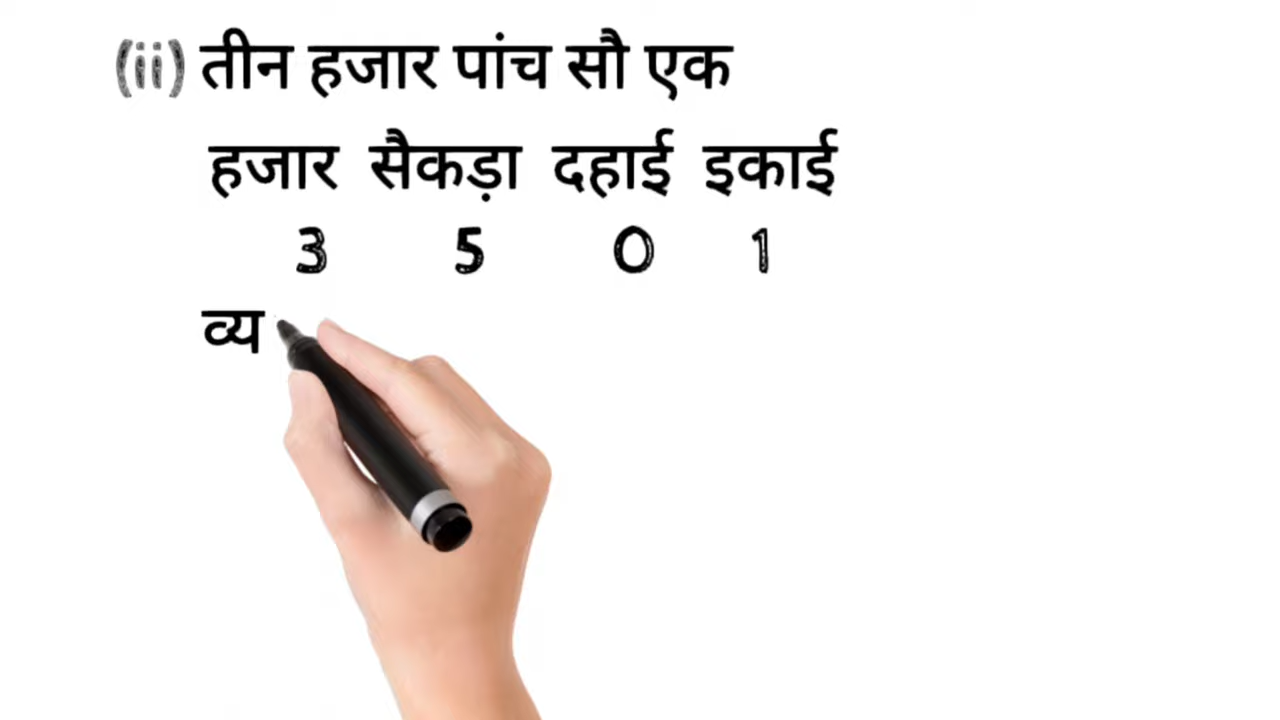 (ii) तीन हजार पांच सौ एक
हजार सैकड़ा दहाई इकाई
3 5 0 1
व्य